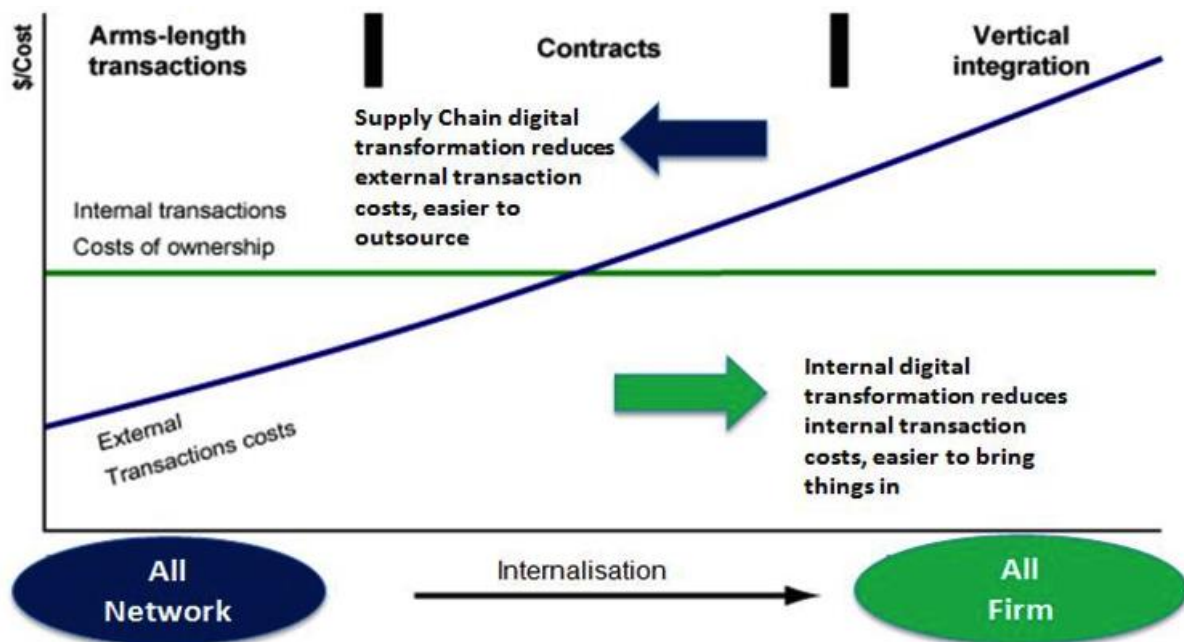 $/Cost
Arms-length
transactions
Contracts
Vertical
integration
Supply Chain digital
transformation reduces
external transaction
costs, easier to
outsource
Internal transactions
Costs of ownership
Internal digital
transformation reduces
internal transaction
costs, easier to bring
things in
External
Transactions costs
All
Network
Internalisation
All
Firm